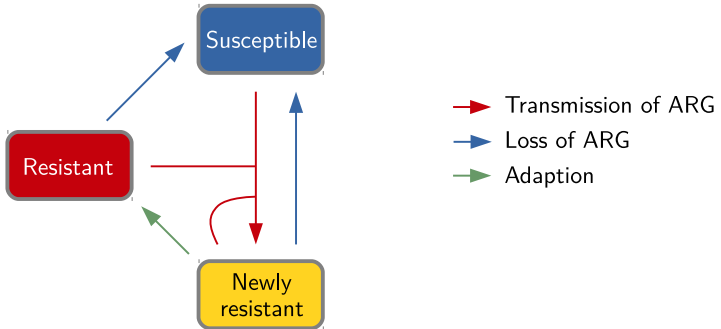 Susceptible
Resistant
Newly
resistant
Transmission of ARG
Loss of ARG
Adaption